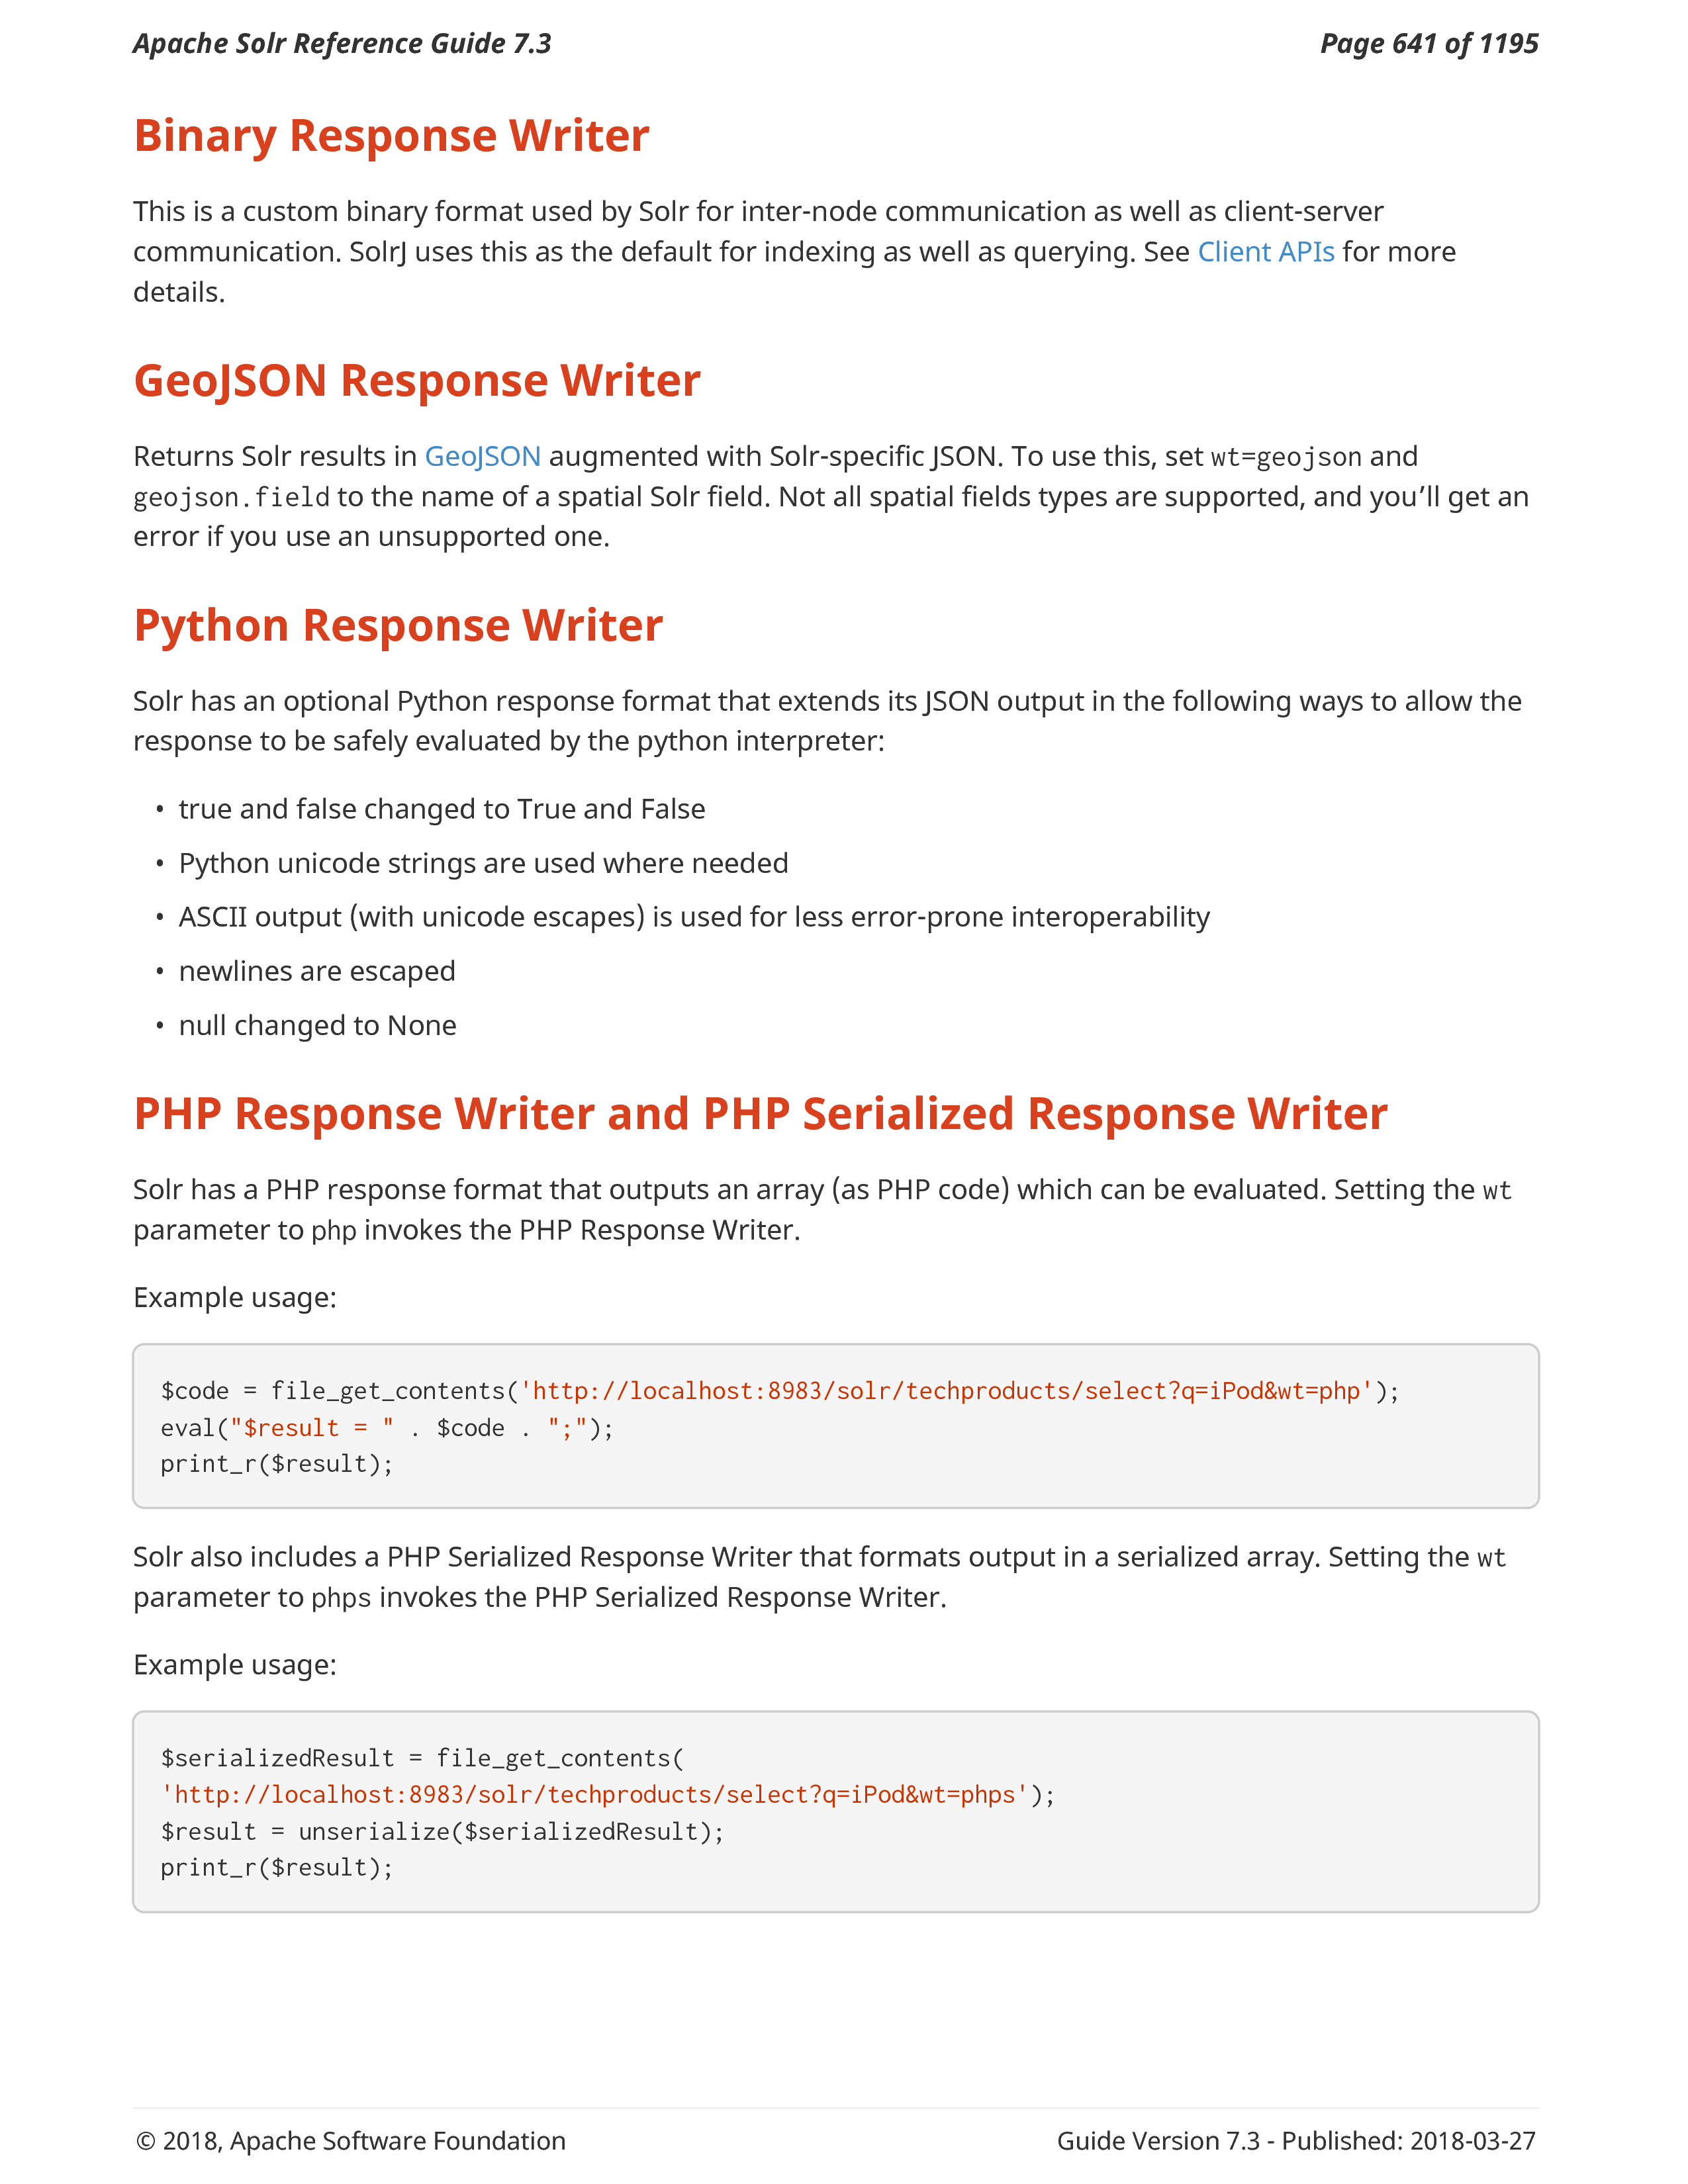 Apache Solr Reference Guide 7.3 Page 641 of 1195
Binary Response Writer
This is a custom binary format used by Solr for inter-node communication as well as client-server
communication. SolrJ uses this as the default for indexing as well as querying. See Client APIs for more
details.
GeoJSON Response Writer
Returns Solr results in GeoJSON augmented with Solr-specific JSON. To use this, set wt=geojson and
geojson.field to the name of a spatial Solr field. Not all spatial fields types are supported, and you’ll get an
error if you use an unsupported one.
Python Response Writer
Solr has an optional Python response format that extends its JSON output in the following ways to allow the
response to be safely evaluated by the python interpreter:
• true and false changed to True and False
• Python unicode strings are used where needed
• ASCII output (with unicode escapes) is used for less error-prone interoperability
• newlines are escaped
• null changed to None
PHP Response Writer and PHP Serialized Response Writer
Solr has a PHP response format that outputs an array (as PHP code) which can be evaluated. Setting the wt
parameter to php invokes the PHP Response Writer.
Example usage:
$code = file_get_contents('http://localhost:8983/solr/techproducts/select?q=iPod&wt=php');
eval("$result = " . $code . ";");
print_r($result);
Solr also includes a PHP Serialized Response Writer that formats output in a serialized array. Setting the wt
parameter to phps invokes the PHP Serialized Response Writer.
Example usage:
$serializedResult = file_get_contents(
'http://localhost:8983/solr/techproducts/select?q=iPod&wt=phps');
$result = unserialize($serializedResult);
print_r($result);
© 2018, Apache Software Foundation Guide Version 7.3 - Published: 2018-03-27